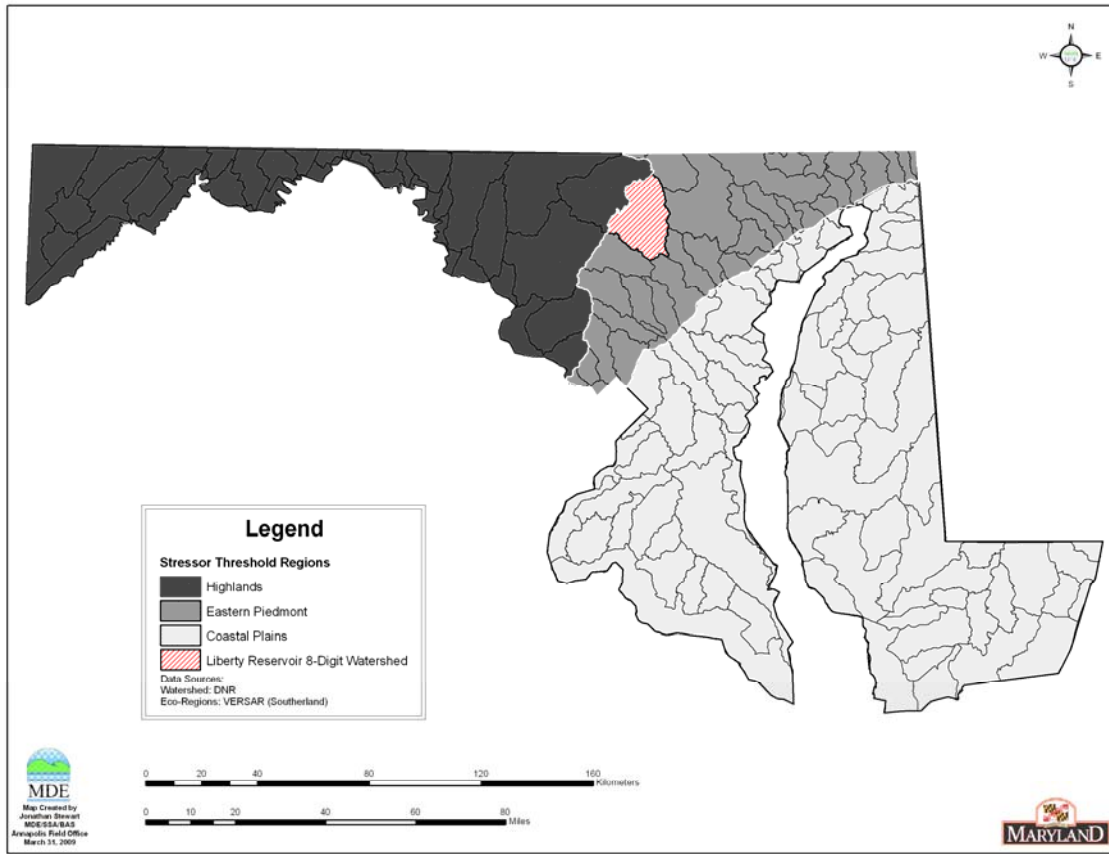 N
W E
S
Legend
Stressor Threshold Regions
Highlands
Eastern Piedmont
Coastal Plains
Liberty Reservoir 8-Digit Watershed
Data Sources:
Watershed: DNR
Eco-Regions: VERSAR (Southerland)
MDE
Map Created by
Jonathan Stewart
MDE/SSA/BAS
Annapolis Field Office
March 31, 2009
0 20 40 80 120 160
Kilometers
0 10 20 40 60 80
Miles
MARYLAND